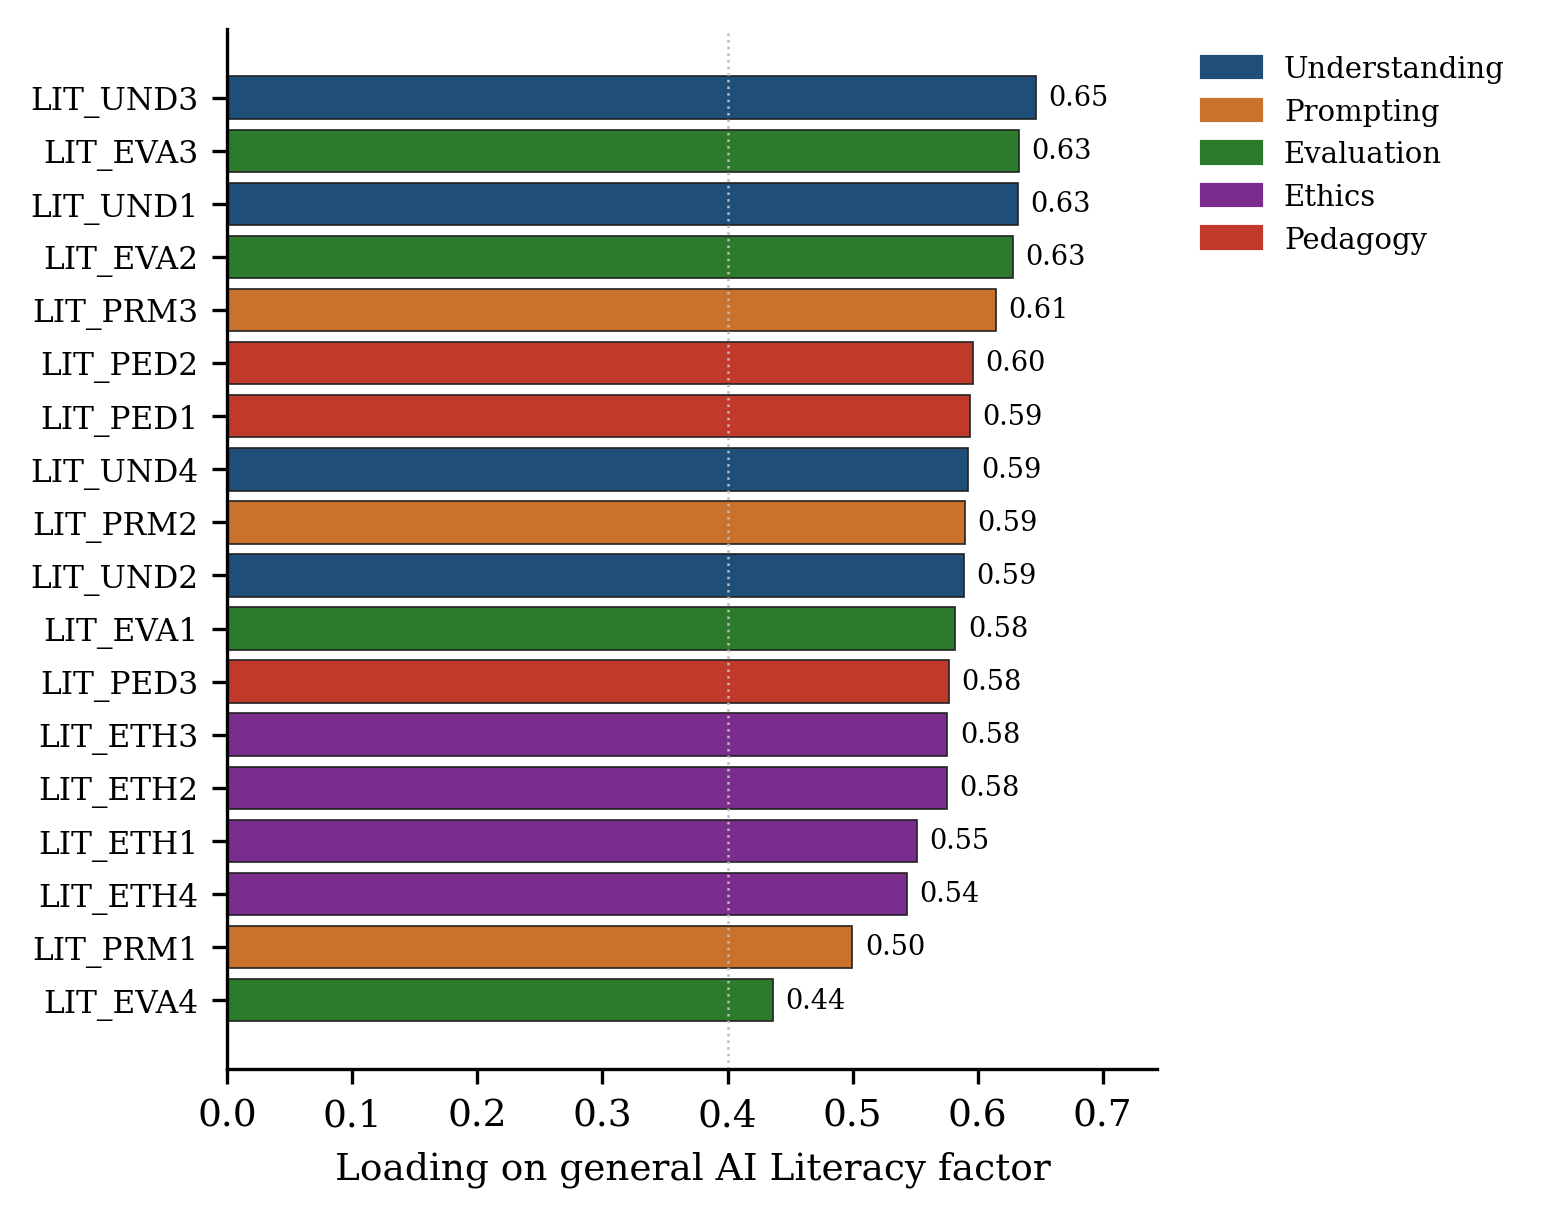 LIT_UND3 0.65
LIT_EVA3 0.63
LIT_UND1 0.63
LIT_EVA2 0.63
LIT_PRM3 0.61
LIT_PED2 0.60
LIT_PED1 0.59
LIT_UND4 0.59
LIT_PRM2 0.59
LIT_UND2 0.59
LIT_EVA1 0.58
LIT_PED3 0.58
LIT_ETH3 0.58
LIT_ETH2 0.58
LIT_ETH1 0.55
LIT_ETH4 0.54
LIT_PRM1 0.50
LIT_EVA4 0.44
0.0 0.1 0.2 0.3 0.4 0.5 0.6 0.7
Loading on general AI Literacy factor
Understanding
Prompting
Evaluation
Ethics
Pedagogy